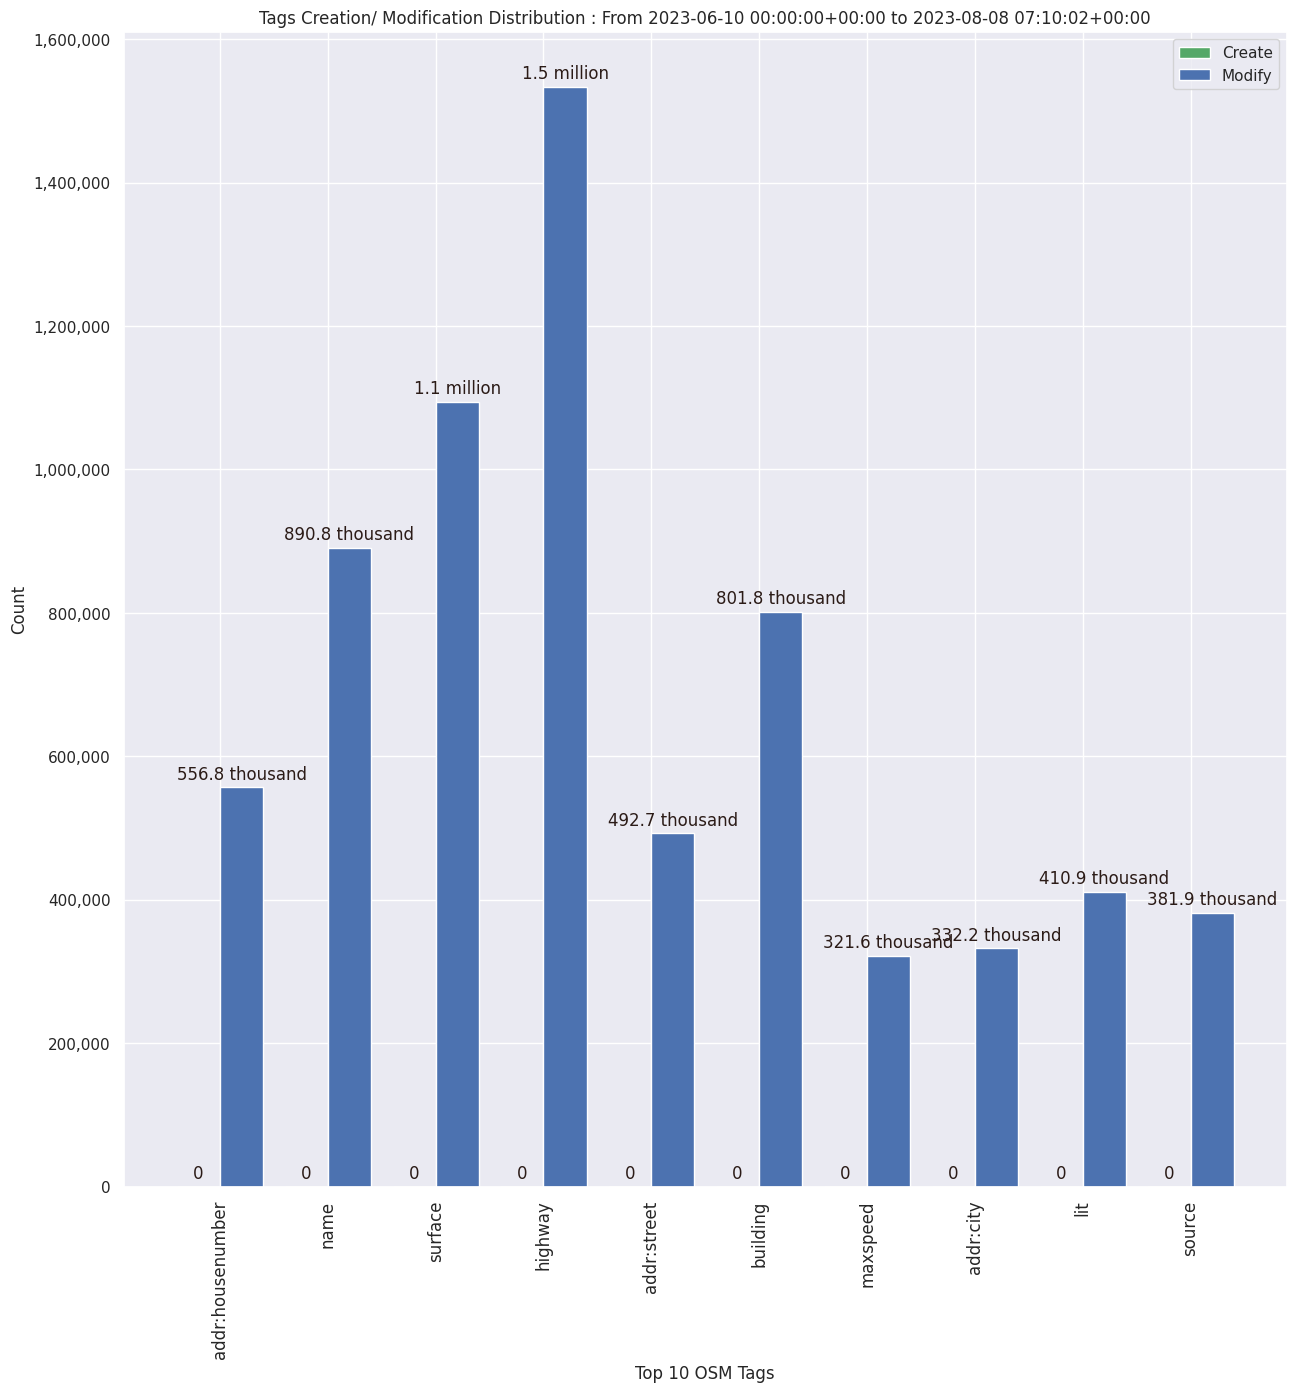 Tags Creation/ Modification Distribution : From 2023-06-10 00:00:00+00:00 to 2023-08-08 07:10:02+00:00
Create
Modify
1,600,000
1,400,000
1,200,000
1,000,000
800,000
600,000
400,000
200,000
0
Count
556.8 thousand
890.8 thousand
1.1 million
1.5 million
492.7 thousand
801.8 thousand
321.6 thousand
332.2 thousand
410.9 thousand
381.9 thousand
0
0
0
0
0
0
0
0
0
0
addr:housenumber
name
surface
highway
addr:street
building
maxspeed
addr:city
lit
source
Top 10 OSM Tags